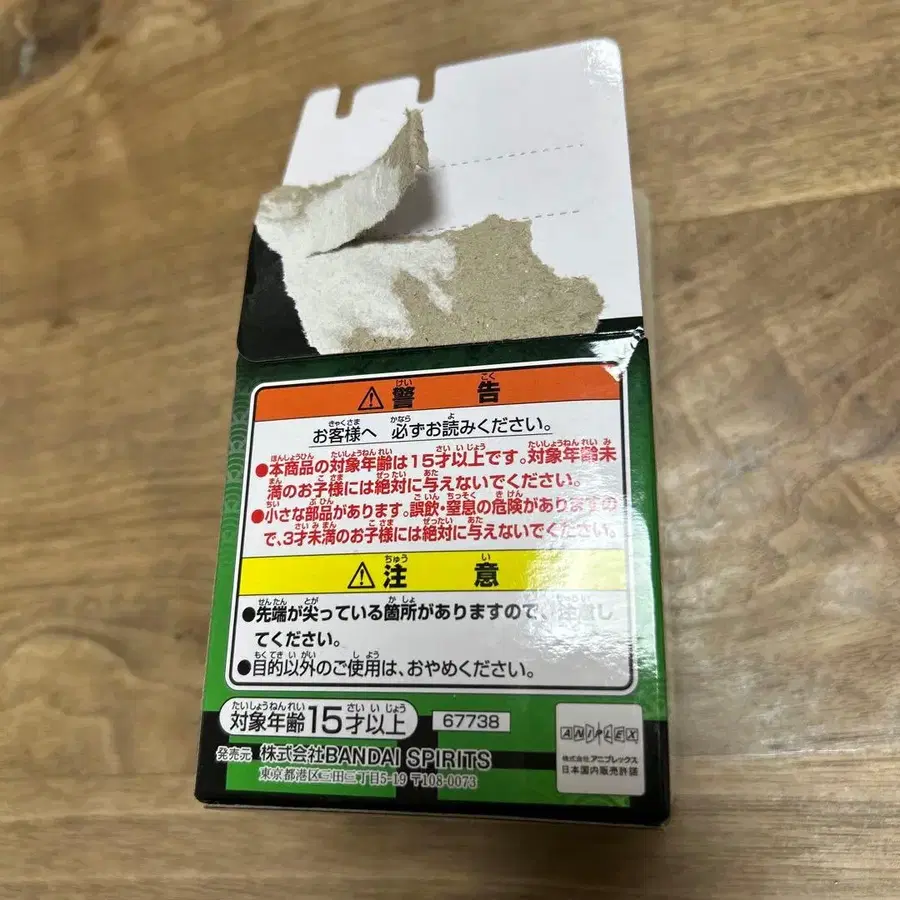 ⚠警告
お客様へ 必ずお読みください。
●本商品の対象年齢は15才以上です。対象年齢未
満のお子様には絶対に与えないでください。
●小さな部品があります。誤飲・窒息の危険がありますの
で、3才未満のお子様には絶対に与えないでください。
⚠注意
●先端が尖っている箇所がありますので、注意し
てください。
●目的以外のご使用は、おやめください。
対象年齢15才以上
67738
発売元 株式会社BANDAI SPIRITS
東京都港区三田三丁目5-19 〒108-0073
ANIPLEX
株式会社アニプレックス
日本国内販売許諾